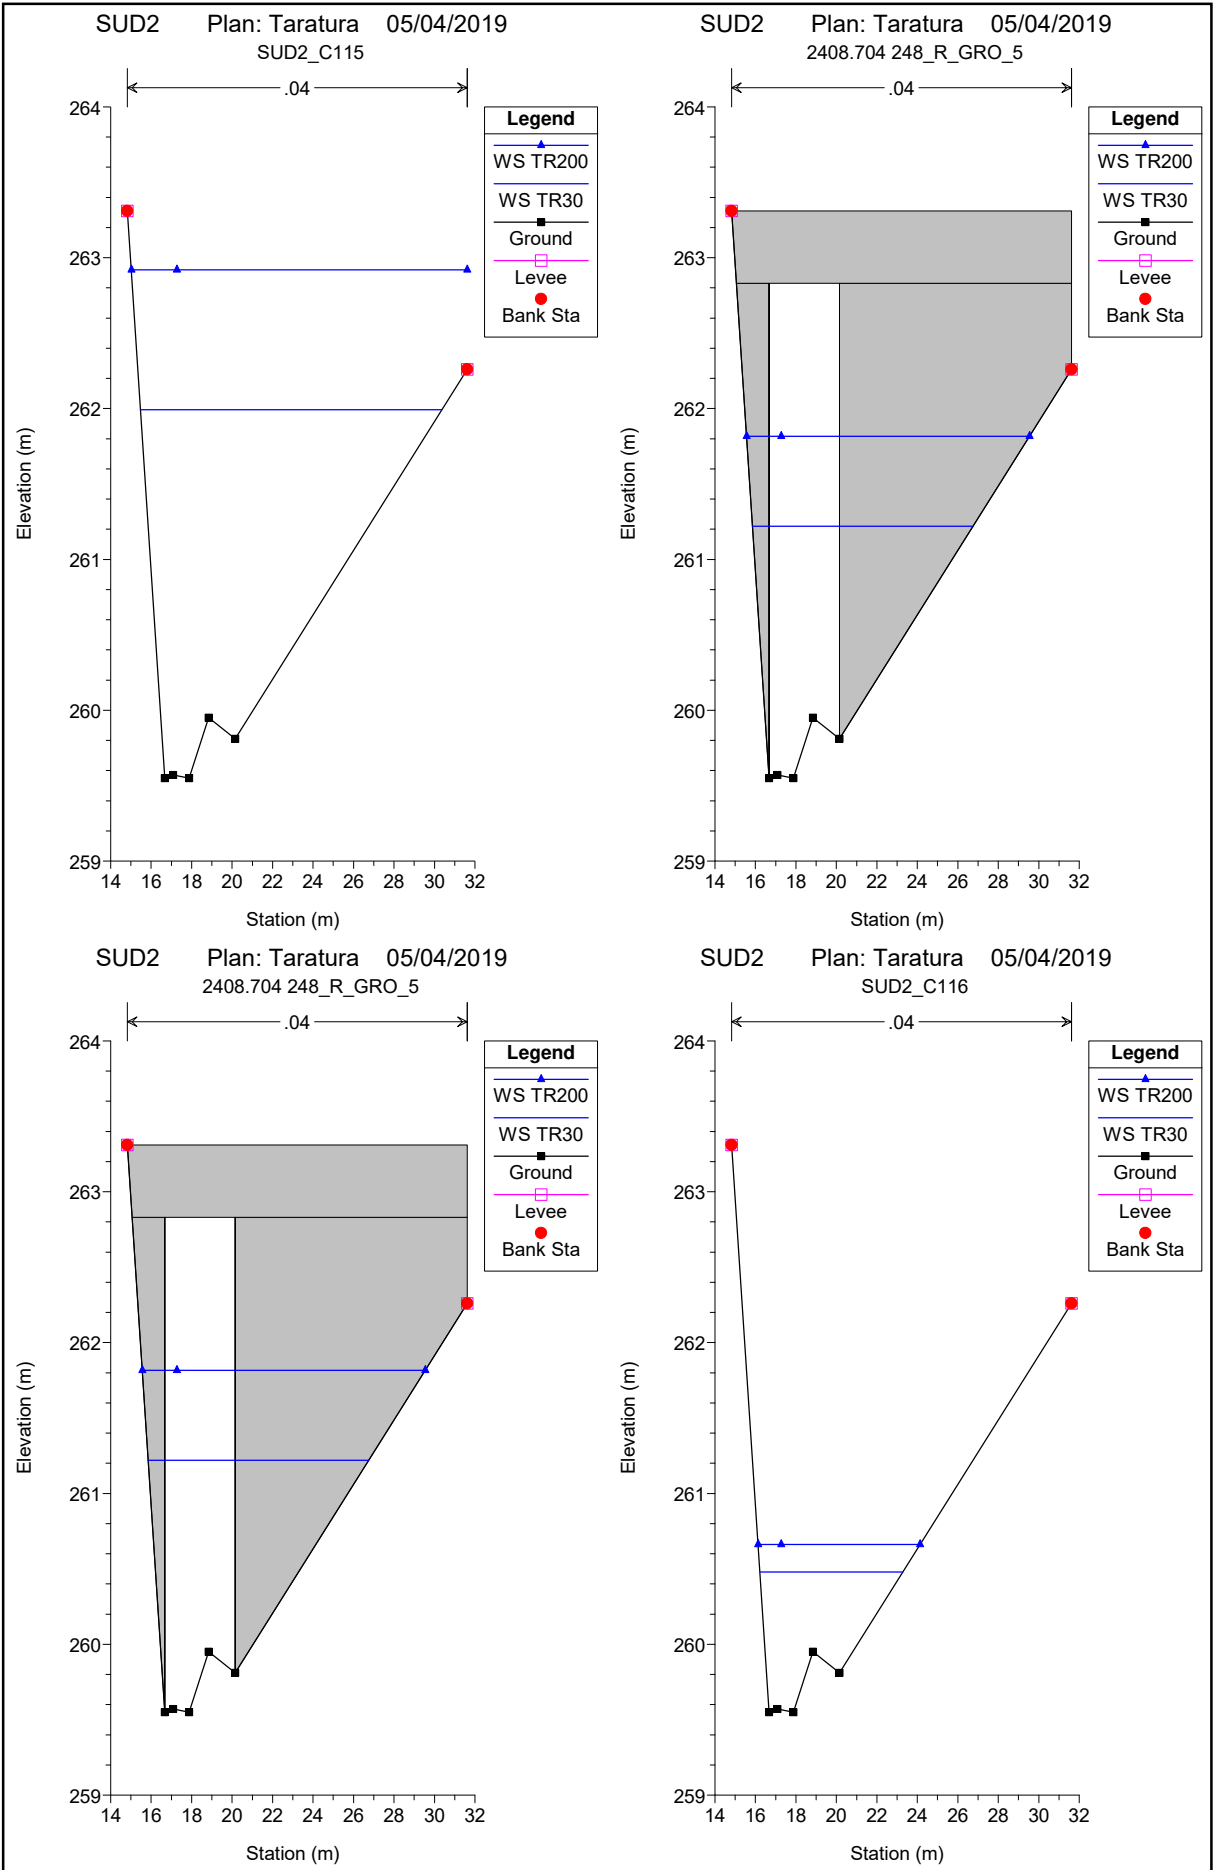 SUD2 Plan: Taratura 05/04/2019
SUD2_C115
.04
264
263
262
261
260
259
Elevation (m)
14 16 18 20 22 24 26 28 30 32
Station (m)
Legend
WS TR200
WS TR30
Ground
Levee
Bank Sta
SUD2 Plan: Taratura 05/04/2019
2408.704 248_R_GRO_5
.04
264
263
262
261
260
259
Elevation (m)
14 16 18 20 22 24 26 28 30 32
Station (m)
Legend
WS TR200
WS TR30
Ground
Levee
Bank Sta
SUD2 Plan: Taratura 05/04/2019
2408.704 248_R_GRO_5
.04
264
263
262
261
260
259
Elevation (m)
14 16 18 20 22 24 26 28 30 32
Station (m)
Legend
WS TR200
WS TR30
Ground
Levee
Bank Sta
SUD2 Plan: Taratura 05/04/2019
SUD2_C116
.04
264
263
262
261
260
259
Elevation (m)
14 16 18 20 22 24 26 28 30 32
Station (m)
Legend
WS TR200
WS TR30
Ground
Levee
Bank Sta